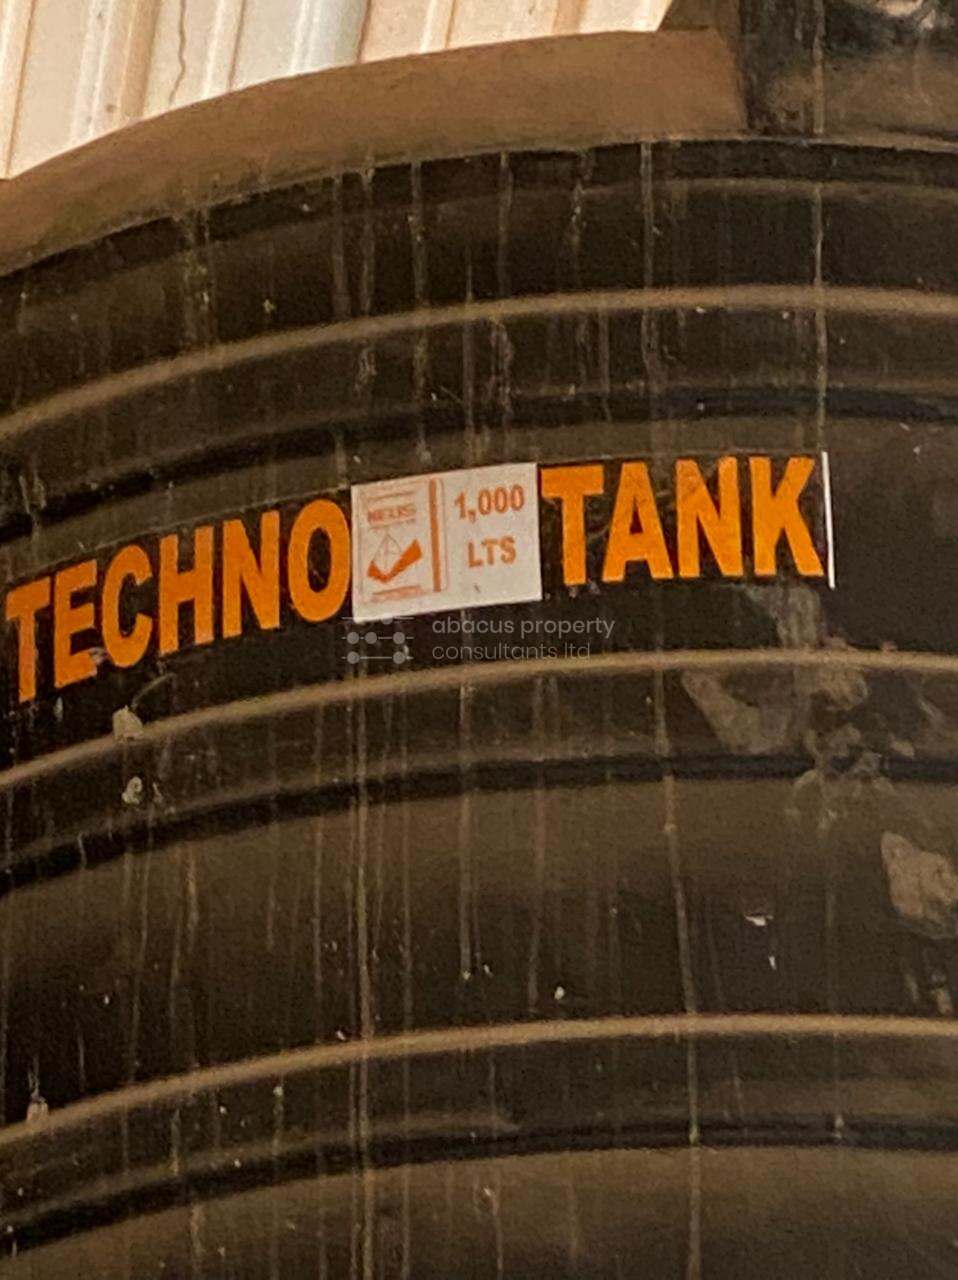 TECHNO
1,000
LTS
TANK
abacus property
consultants ltd